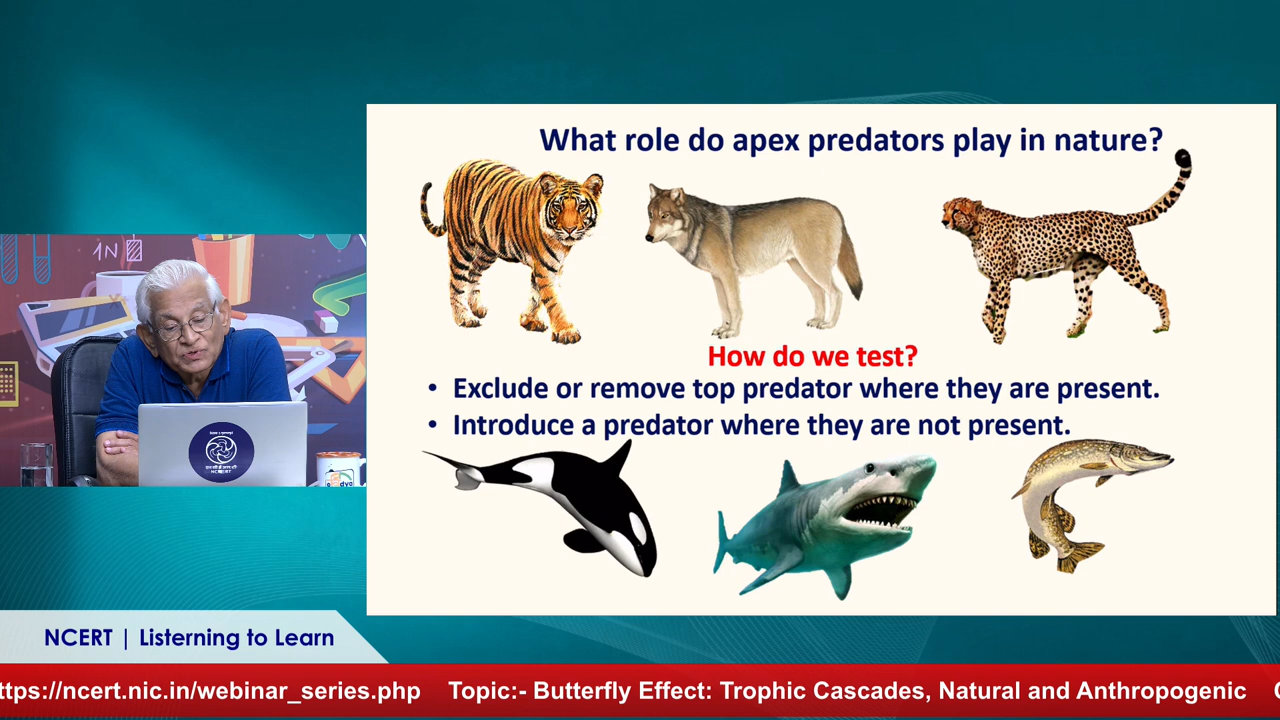 What role do apex predators play in nature?
How do we test?
• Exclude or remove top predator where they are present.
• Introduce a predator where they are not present.
1N
NCERT
NCERT | Listerning to Learn
ttps://ncert.nic.in/webinar_series.php Topic:- Butterfly Effect: Trophic Cascades, Natural and Anthropogenic